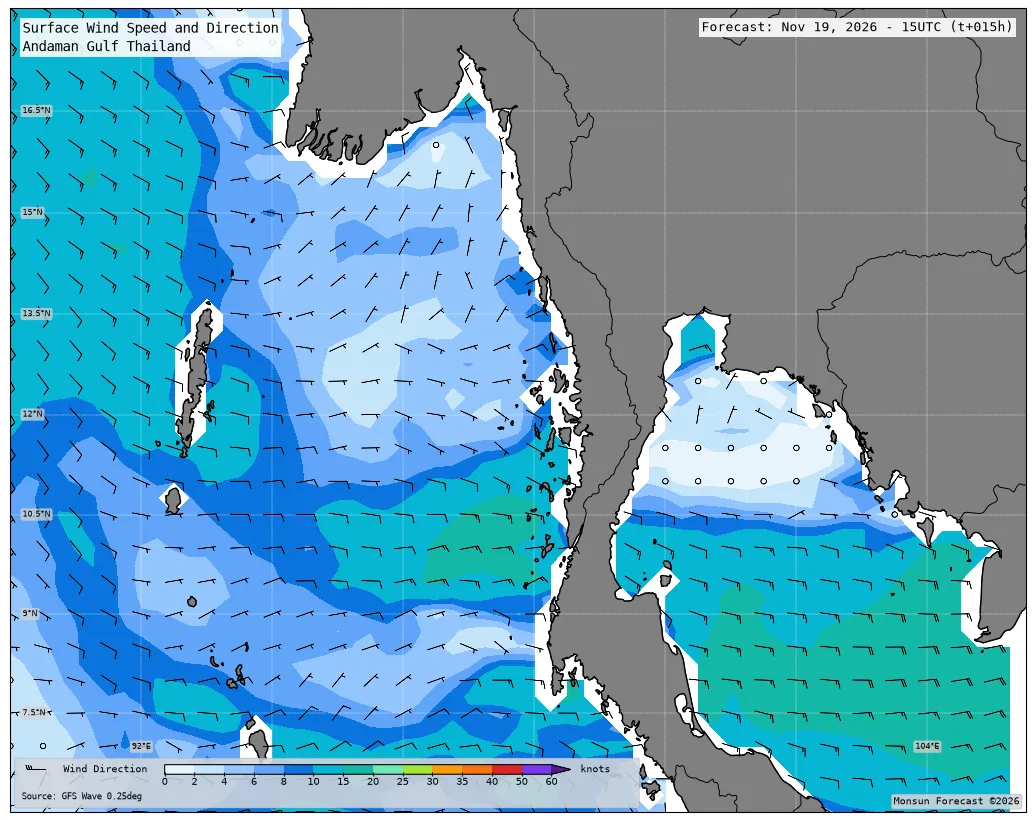 Surface Wind Speed and Direction
Andaman Gulf Thailand
Forecast: Nov 19, 2026 - 15UTC (t+015h)
16.5°N
15°N
13.5°N
12°N
10.5°N
9°N
7.5°N
92°E
104°E
Wind Direction
0 2 4 6 8 10 15 20 25 30 40 50 60 knots
Source: GFS Wave 0.25deg
Monsun Forecast ©2026